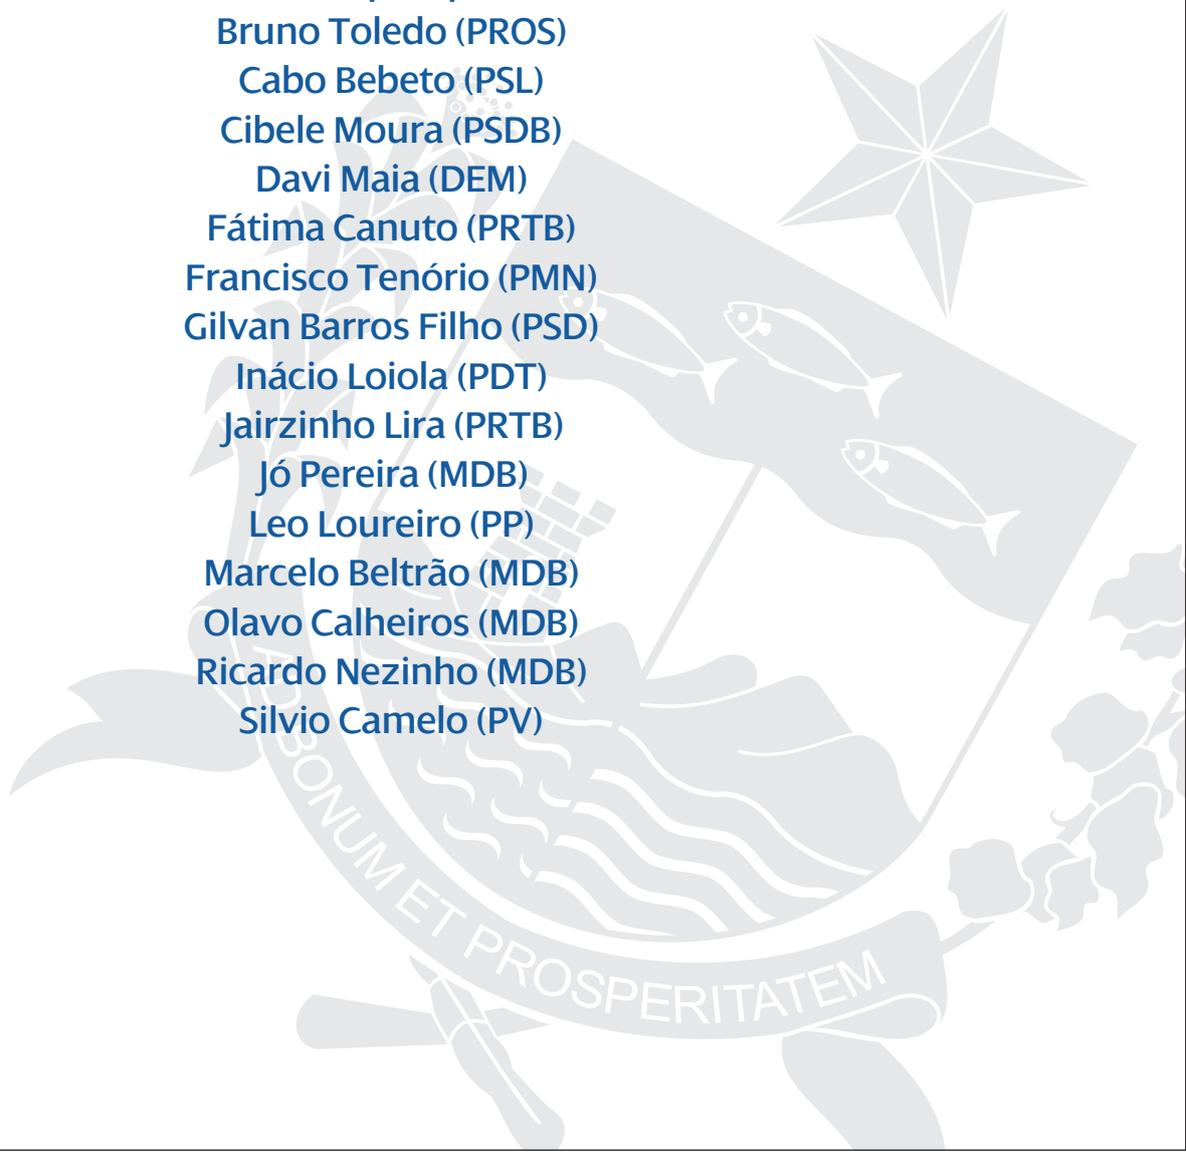 Bruno Toledo (PROS)
Cabo Bebeto (PSL)
Cibele Moura (PSDB)
Davi Maia (DEM)
Fátima Canuto (PRTB)
Francisco Tenório (PMN)
Gilvan Barros Filho (PSD)
Inácio Loiola (PDT)
Jairzinho Lira (PRTB)
Jó Pereira (MDB)
Leo Loureiro (PP)
Marcelo Beltrão (MDB)
Olavo Calheiros (MDB)
Ricardo Nezinho (MDB)
Silvio Camelo (PV)
AD BONUM ET PROSPERITATEM